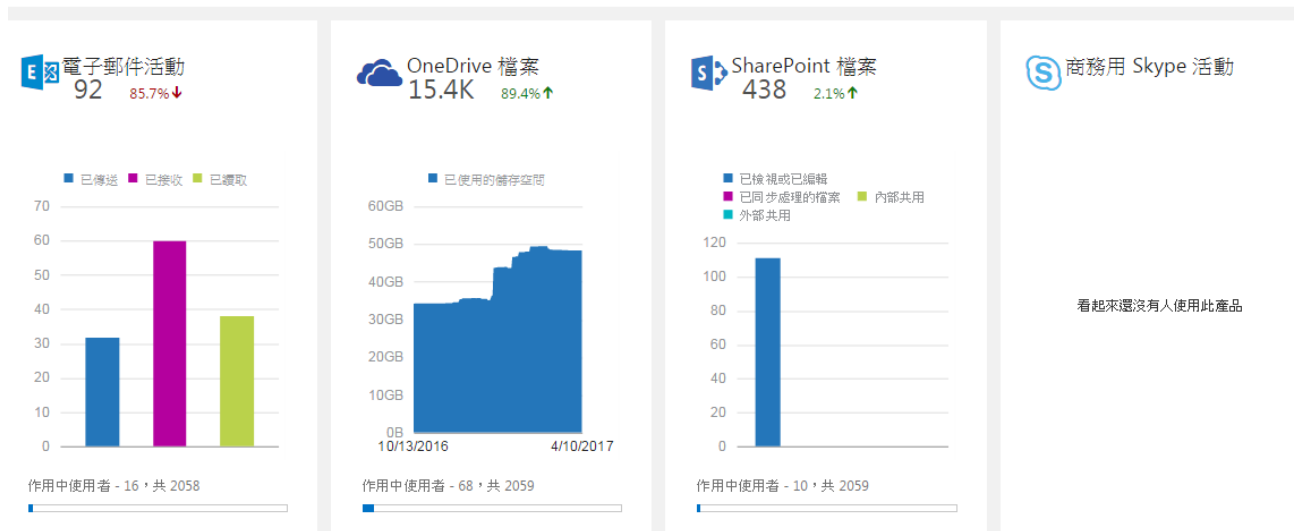 電子郵件活動
92 85.7%↓
已傳送 已接收 已讀取
70
60
50
40
30
20
10
0
作用中使用者 - 16，共 2058
OneDrive 檔案
15.4K 89.4%↑
已使用的儲存空間
60GB
50GB
40GB
30GB
20GB
10GB
0B
10/13/2016 4/10/2017
作用中使用者 - 68，共 2059
SharePoint 檔案
438 2.1%↑
已檢視或已編輯
已同步處理的檔案 內部共用
外部共用
120
100
80
60
40
20
0
作用中使用者 - 10，共 2059
商務用 Skype 活動
看起來還沒有人使用此產品